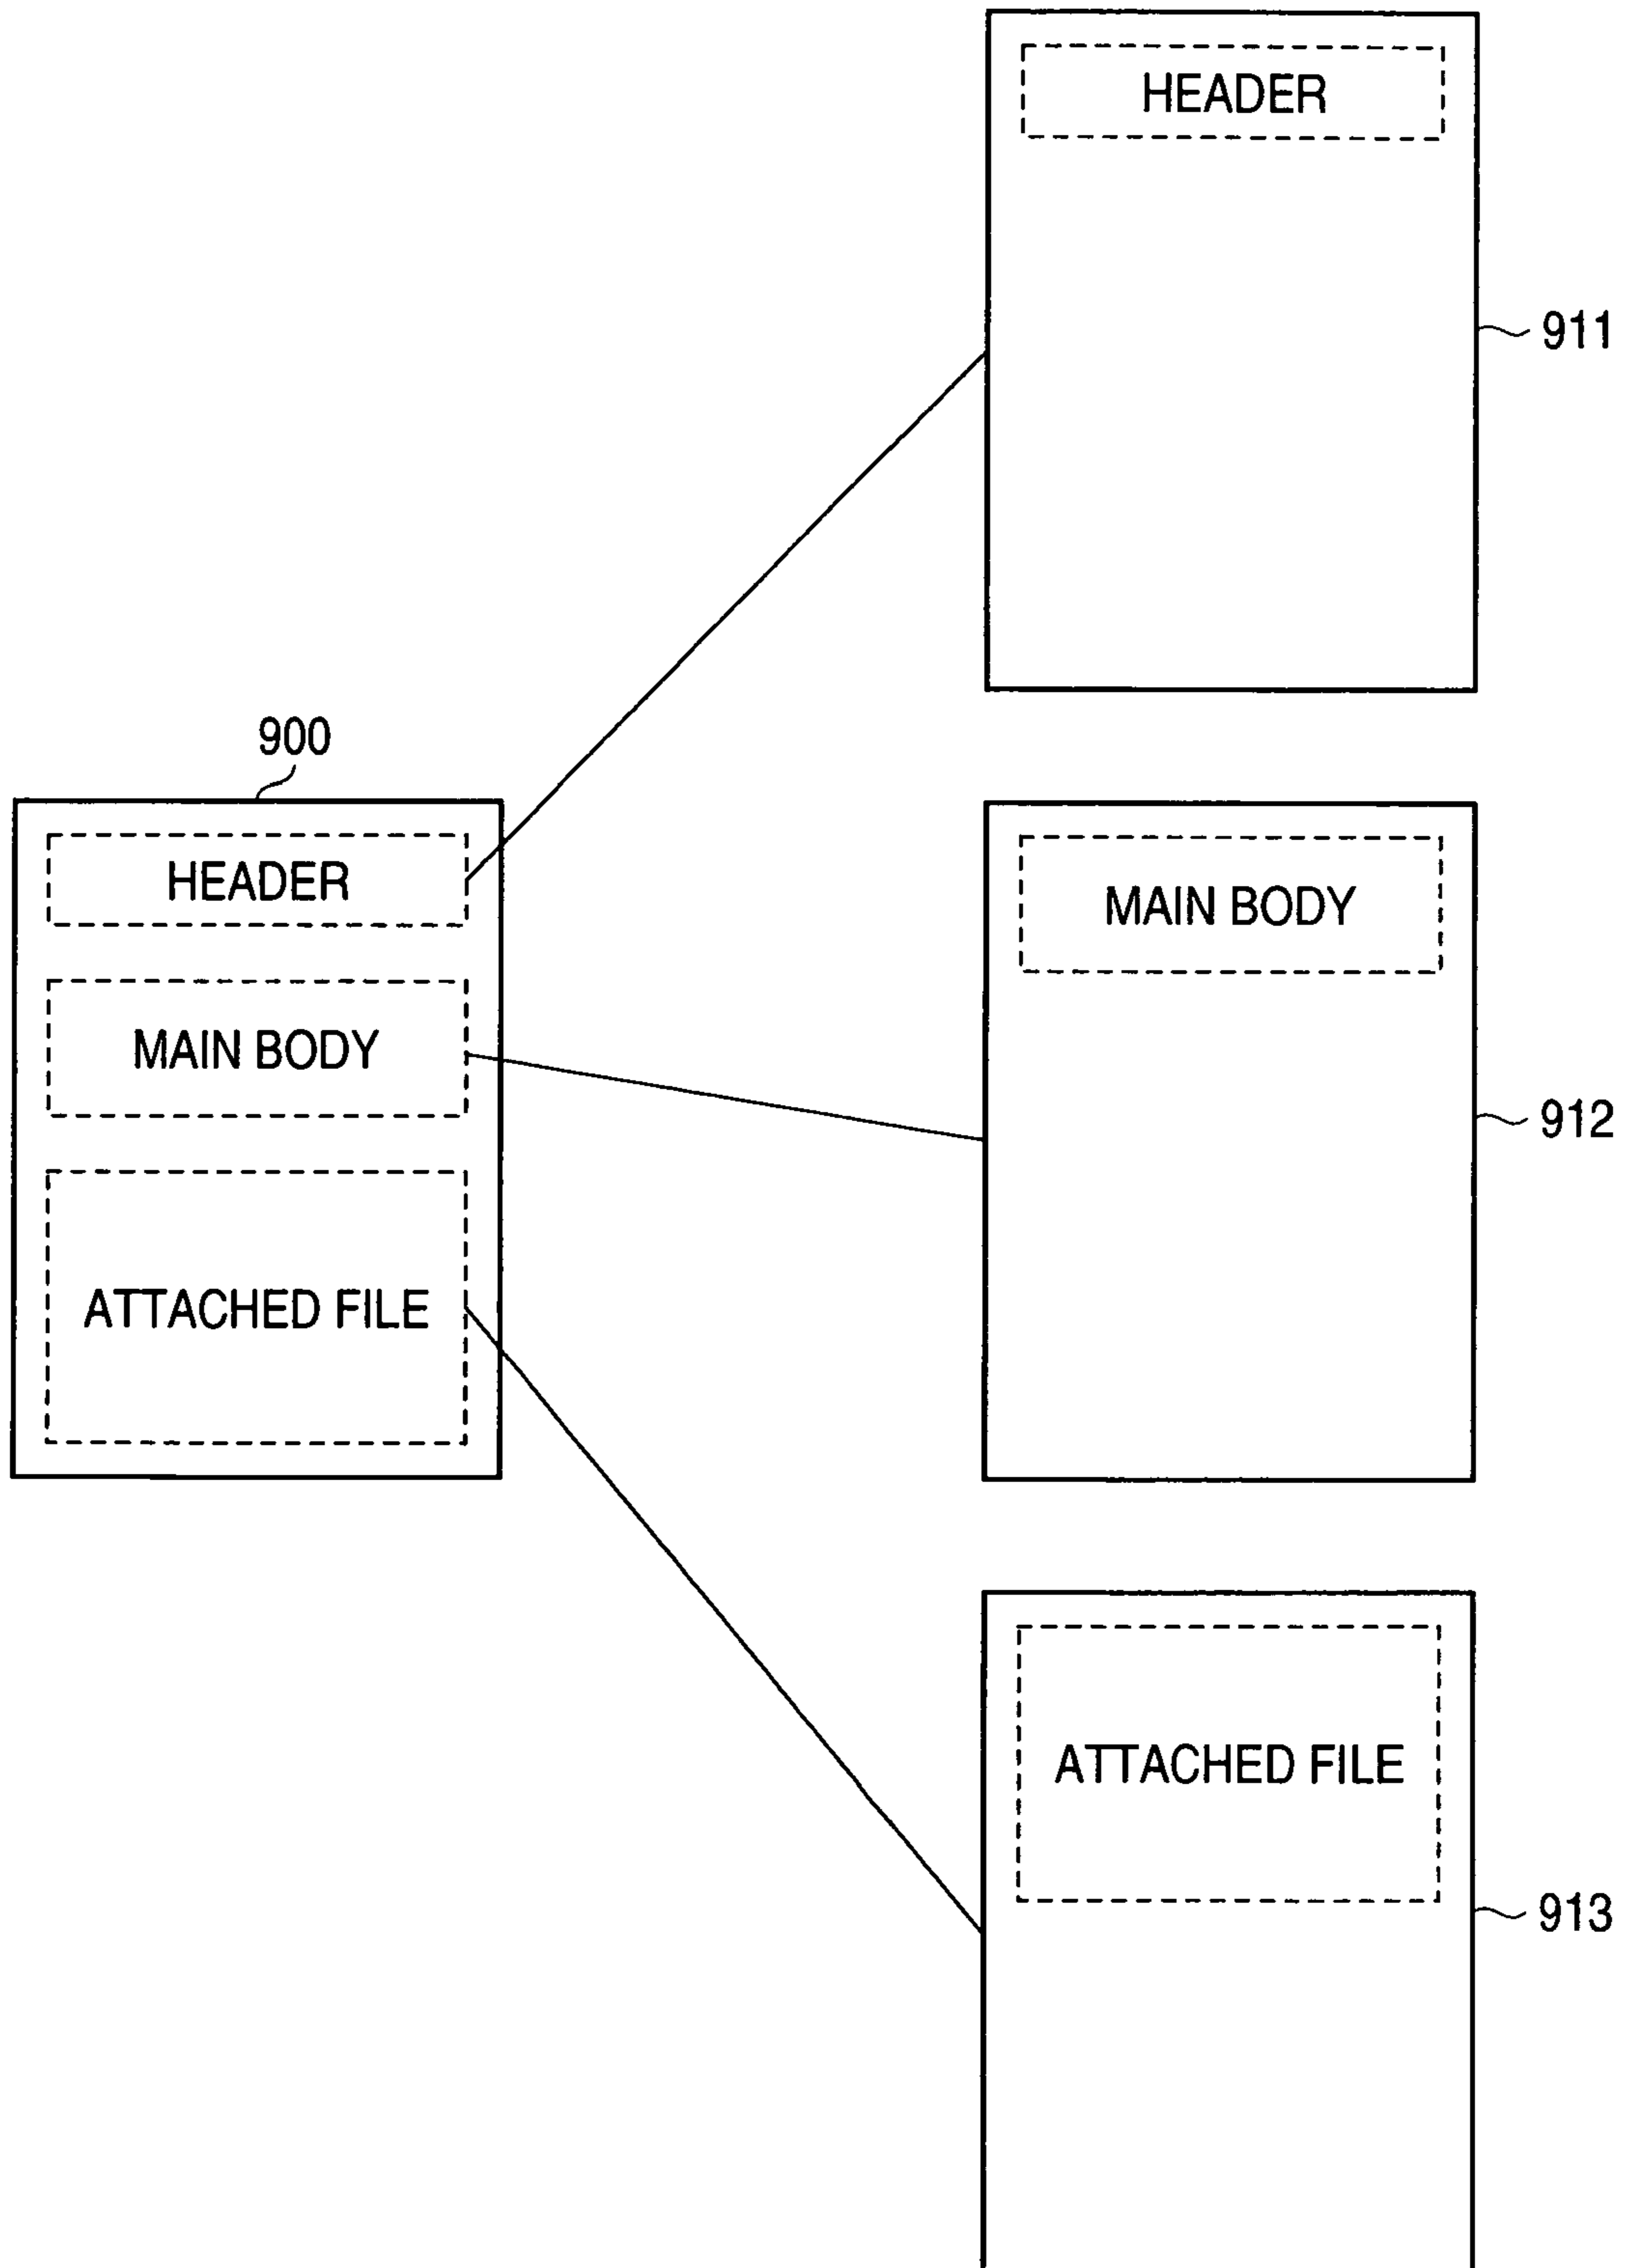 HEADER
911
900
HEADER
MAIN BODY
ATTACHED FILE
MAIN BODY
912
ATTACHED FILE
913